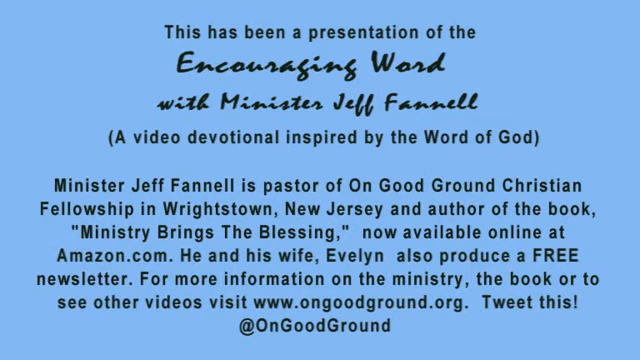 This has been a presentation of the
Encouraging Word
with Minister Jeff Fannell
(A video devotional inspired by the Word of God)
Minister Jeff Fannell is pastor of On Good Ground Christian
Fellowship in Wrightstown, New Jersey and author of the book,
"Ministry Brings The Blessing,"  now available online at
Amazon.com. He and his wife, Evelyn  also produce a FREE
newsletter. For more information on the ministry, the book or to
see other videos visit www.ongoodground.org.  Tweet this!
@OnGoodGround